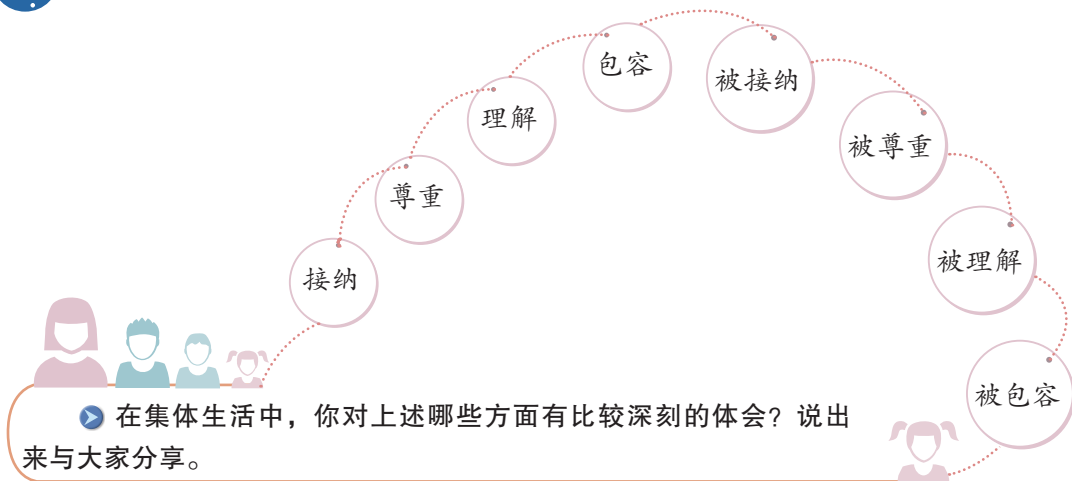 包容
被接纳
理解
被尊重
尊重
被理解
接纳
被包容
在集体生活中，你对上述哪些方面有比较深刻的体会？说出
来与大家分享。